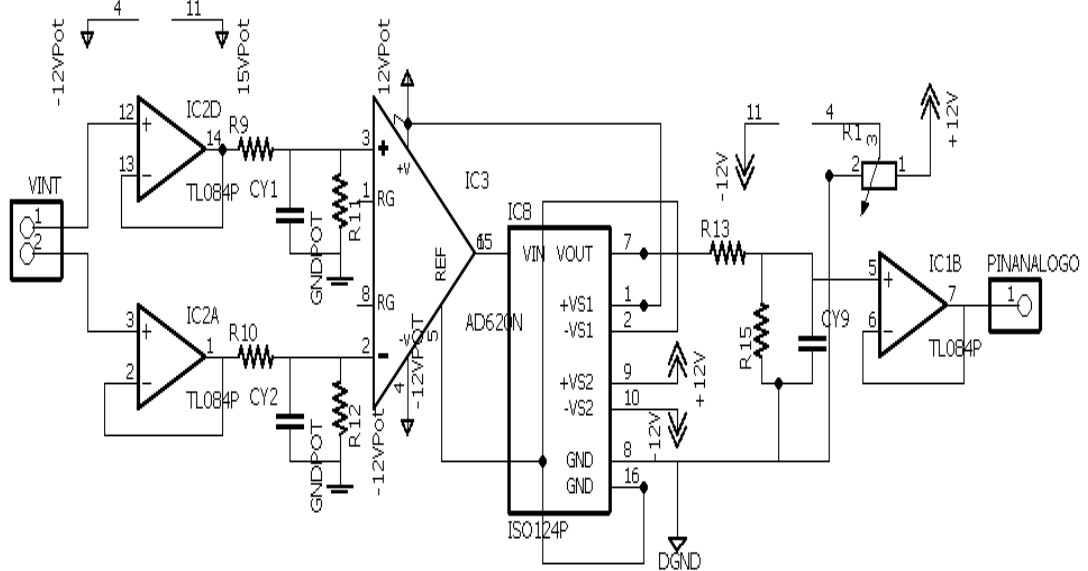 4 11
-12VPot
15VPot
12VPot
12
13
14
IC2D
TL084P
R9
CY1
R11
GNDPOT
3
1
RG
7
+V
IC3
VINT
1
2
3
2
1
IC2A
TL084P
R10
CY2
R12
GNDPOT
8
RG
2
4
-V
5
REF
-12VPOT
-12VPot
AD620N
6
15
IC8
VIN VOUT
+VS1
-VS1
+VS2
-VS2
GND
GND
7
1
2
9
10
8
16
ISO124P
+12V
-12V
DGND
R13
R15
CY9
11 4
-12V
R1
3
2
1
+12V
5
6
7
IC1B
TL084P
PINANALOGO
1